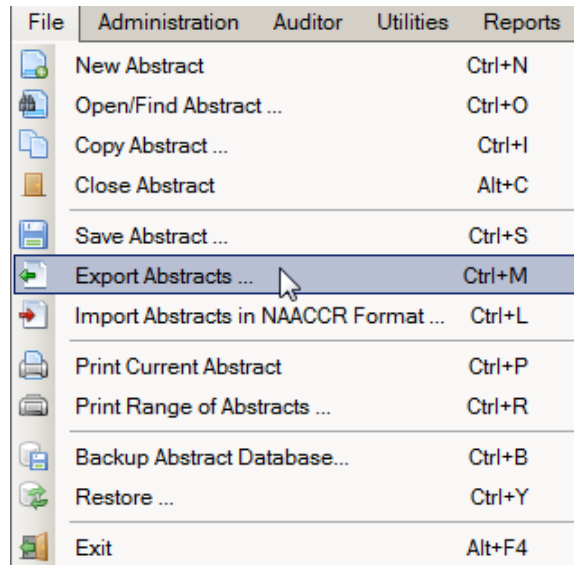 File Administration Auditor Utilities Reports
New Abstract Ctrl+N
Open/Find Abstract ... Ctrl+O
Copy Abstract ... Ctrl+I
Close Abstract Alt+C
Save Abstract ... Ctrl+S
Export Abstracts ... Ctrl+M
Import Abstracts in NAACCR Format ... Ctrl+L
Print Current Abstract Ctrl+P
Print Range of Abstracts ... Ctrl+R
Backup Abstract Database... Ctrl+B
Restore ... Ctrl+Y
Exit Alt+F4